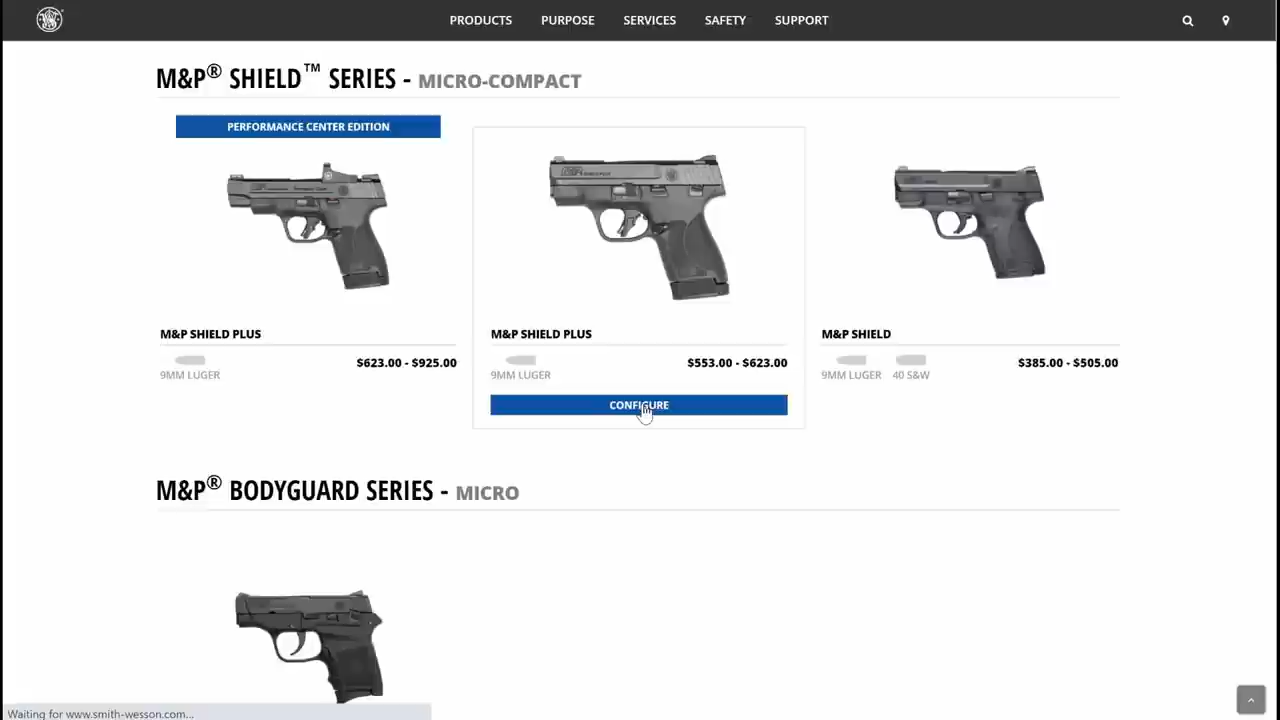 PRODUCTS PURPOSE SERVICES SAFETY SUPPORT
M&P® SHIELD™ SERIES - MICRO-COMPACT
PERFORMANCE CENTER EDITION
M&P SHIELD PLUS
9MM LUGER
$623.00 - $925.00
M&P SHIELD PLUS
9MM LUGER
$553.00 - $623.00
CONFIGURE
M&P SHIELD
9MM LUGER 40 S&W
$385.00 - $505.00
M&P® BODYGUARD SERIES - MICRO
Waiting for www.smith-wesson.com...